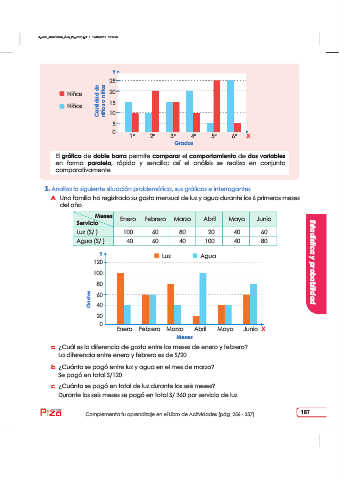 Y
25
20
15
10
5
0
Cantidad de
niños o niñas
Niños
Niñas
1° 2° 3° 4° 5° 6° X
Grados
El gráfico de doble barra permite comparar el comportamiento de dos variables
en forma paralela, rápida y sencilla; así el análisis se realiza en conjunto
comparativamente.
1. Analiza la siguiente situación problemática, sus gráficos e interrogantes
A. Una familia ha registrado su gasto mensual de luz y agua durante los 6 primeros meses
del año.
Meses
Servicio
Enero Febrero Marzo Abril Mayo Junio
Luz (S/ ) 100 60 80 20 40 60
Agua (S/ ) 40 60 40 100 40 80
Luz Agua
Y
120
100
80
60
40
20
0
Gastos
Enero Febrero Marzo Abril Mayo Junio X
Meses
a. ¿Cuál es la diferencia de gasto entre los meses de enero y febrero?
La diferencia entre enero y febrero es de S/20
b. ¿Cuánto se pagó entre luz y agua en el mes de marzo?
Se pagó en total S/120
c. ¿Cuánto se pagó en total de luz durante los seis meses?
Durante los seis meses se pagó en total S/ 360 por servicio de luz.
Estadística y probabilidad
Complementa tu aprendizaje en el Libro de Actividades (pág. 256 - 257)
187